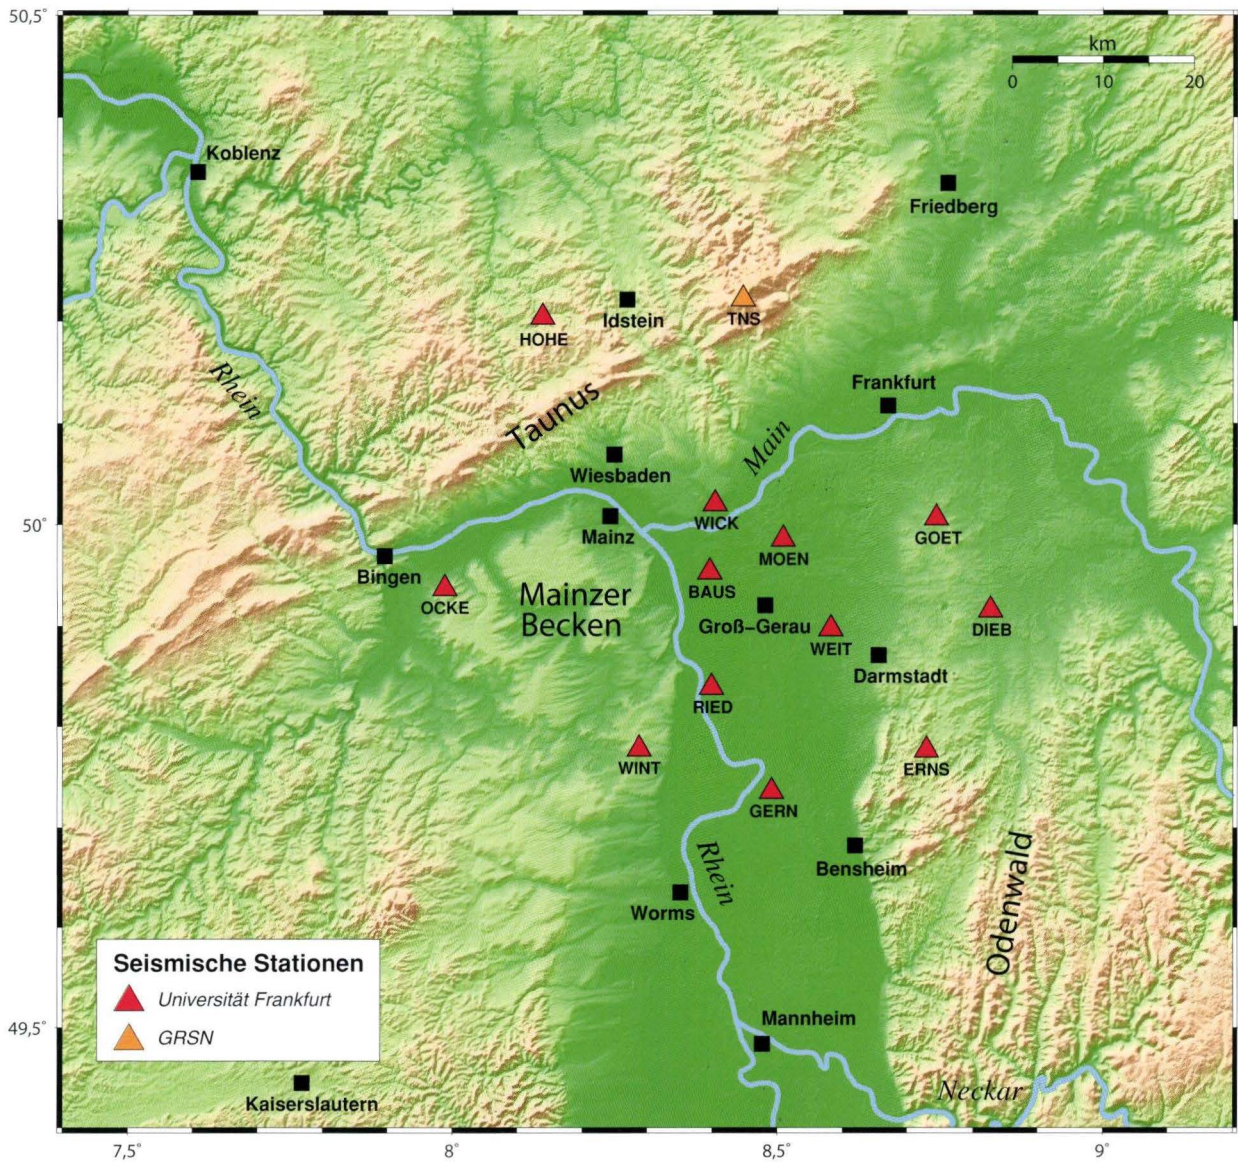 50,5°
km
0 10 20
Koblenz
Friedberg
Idstein
TNS
HOHE
Rhein
Frankfurt
Taunus
Main
Wiesbaden
50°
Mainz
WICK
GOET
MOEN
Bingen
OCKE
BAUS
Mainzer
Becken
Groß-Gerau
DIEB
WEIT
Darmstadt
RIED
WINT
ERNS
GERN
Rhein
Bensheim
Worms
Odenwald
Seismische Stationen
Universität Frankfurt
GRSN
49,5°
Mannheim
Neckar
Kaiserslautern
7,5° 8° 8,5° 9°